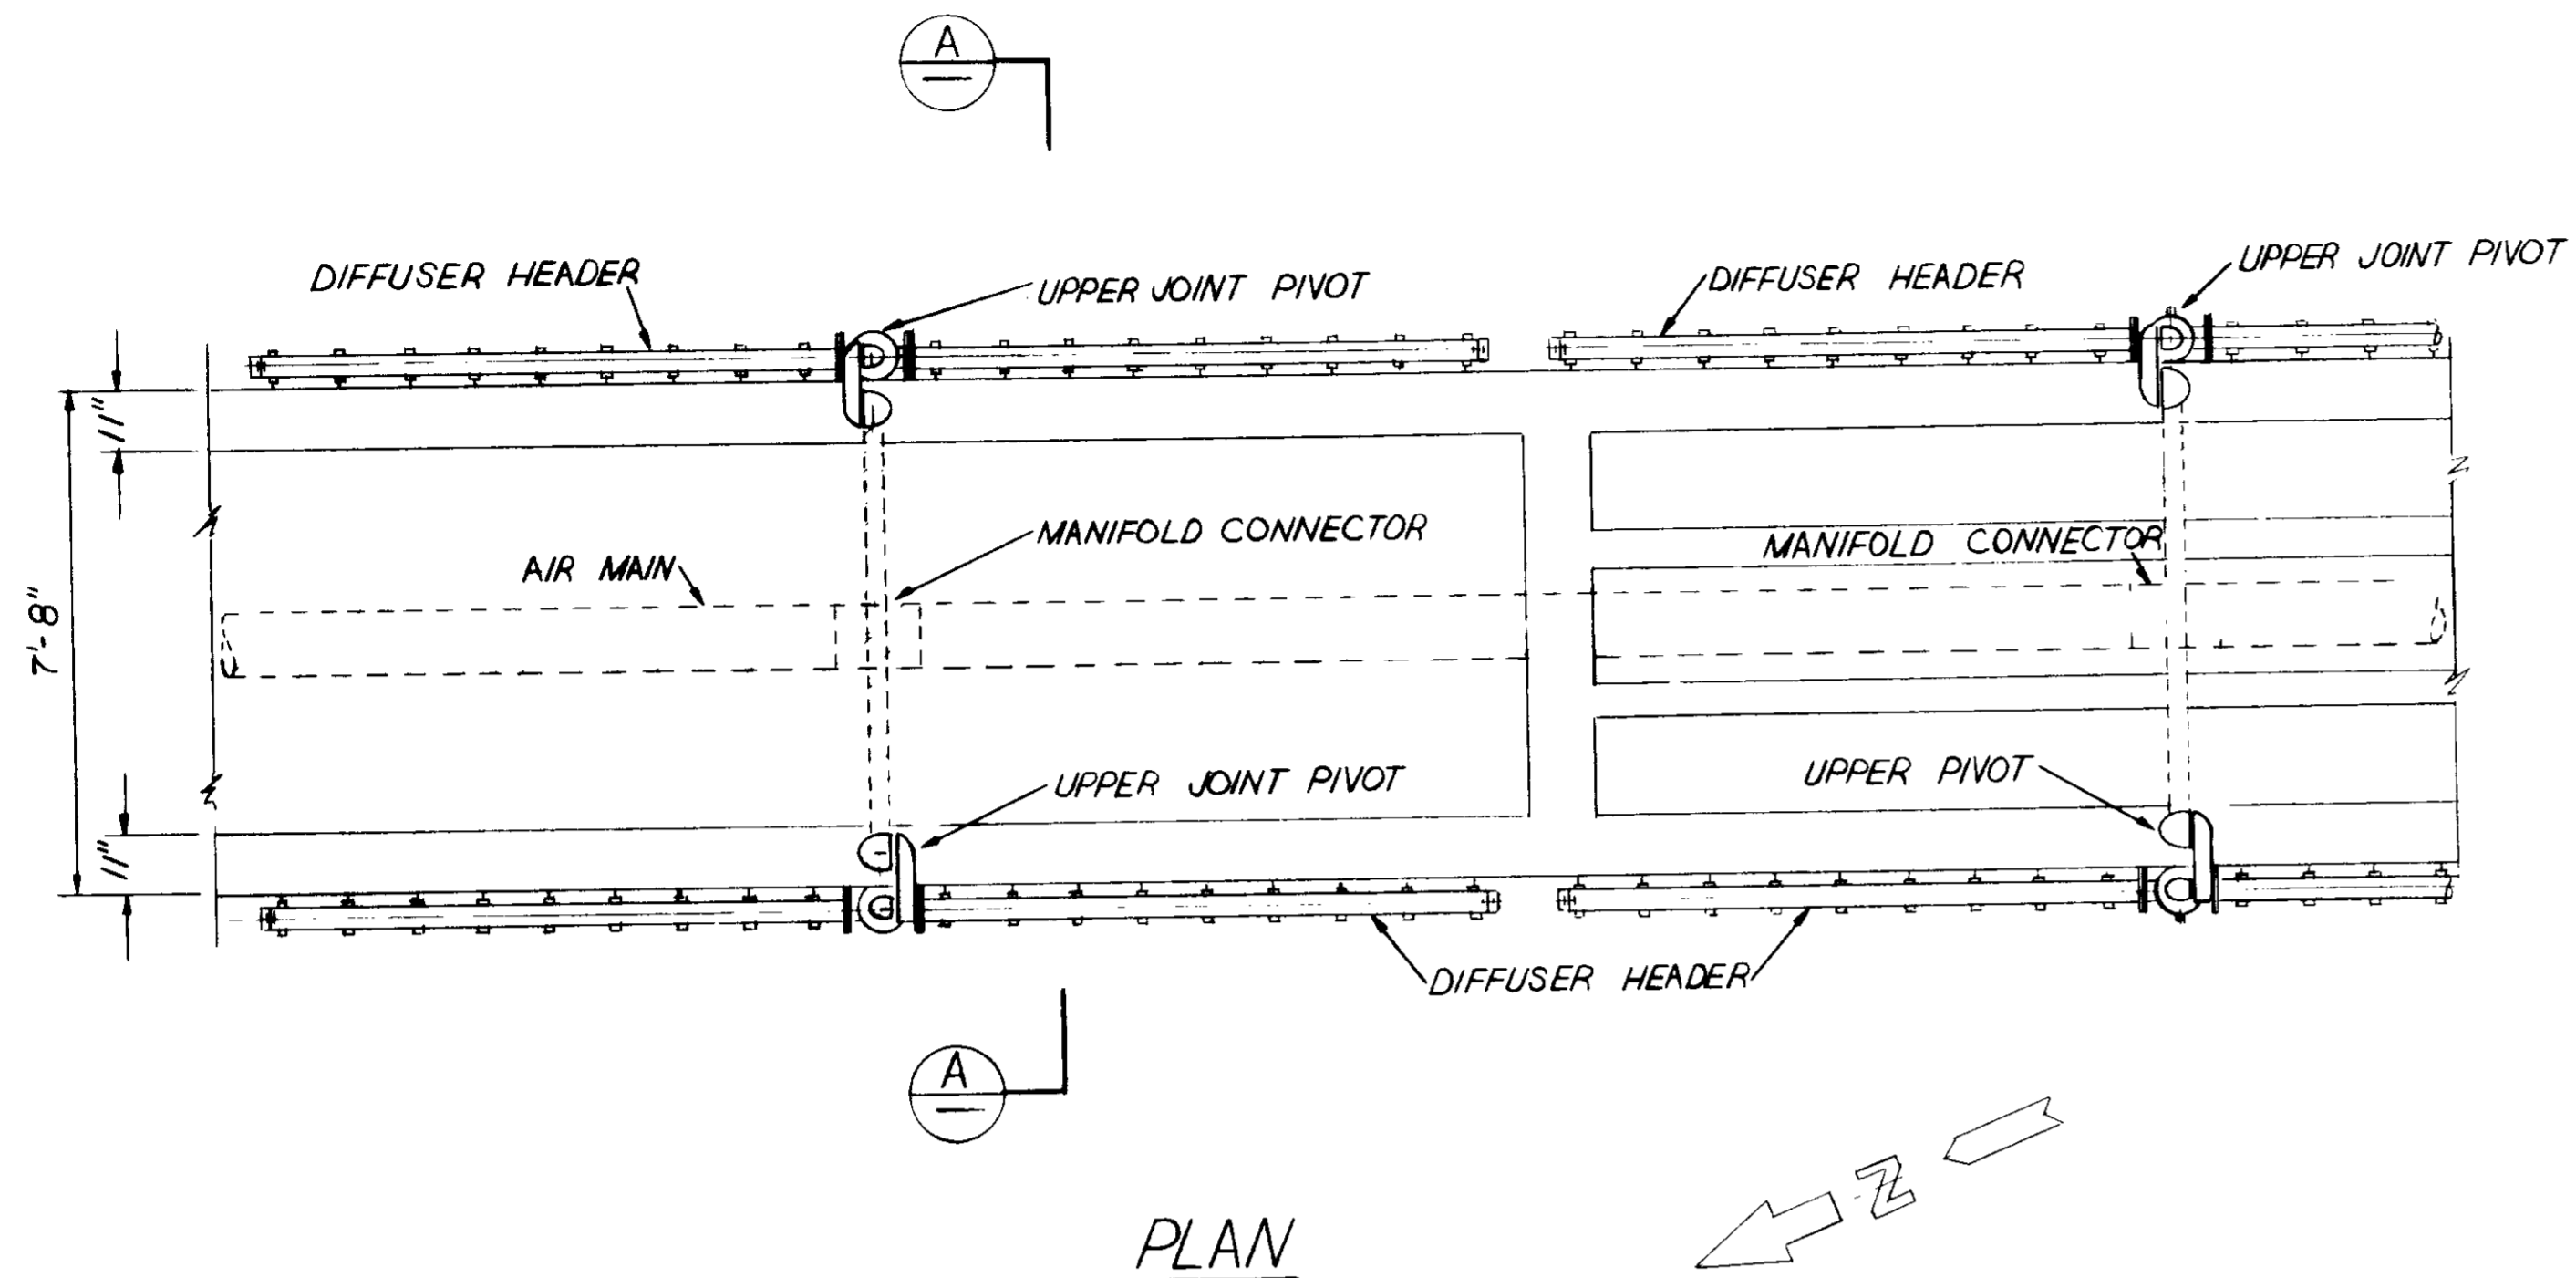 A
DIFFUSER HEADER
UPPER JOINT PIVOT
DIFFUSER HEADER
UPPER JOINT PIVOT
11"
MANIFOLD CONNECTOR
MANIFOLD CONNECTOR
AIR MAIN
7'-8"
UPPER JOINT PIVOT
UPPER PIVOT
11"
DIFFUSER HEADER
A
N
PLAN